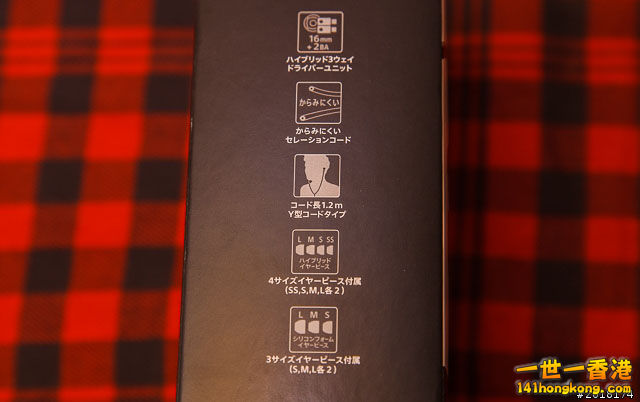 16mm
+2BA
ハイブリッド3ウェイ
ドライバーユニット
からみにくい
からみにくい
セレーションコード
コード長1.2m
Y型コードタイプ
L M S SS
ハイブリッド
イヤーピース
4サイズイヤーピース付属
(SS,S,M,L各2)
L M S
シリコンフォーム
イヤーピース
3サイズイヤーピース付属
(S,M,L各2)
一世一香港
141hongkong.com